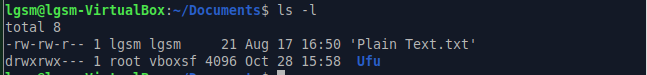 lgsm@lgsm-VirtualBox:~/Documents$ ls -l
total 8
-rw-rw-r-- 1 lgsm lgsm     21 Aug 17 16:50 'Plain Text.txt'
drwxrwx--- 1 root vboxsf 4096 Oct 28 15:58  Ufu